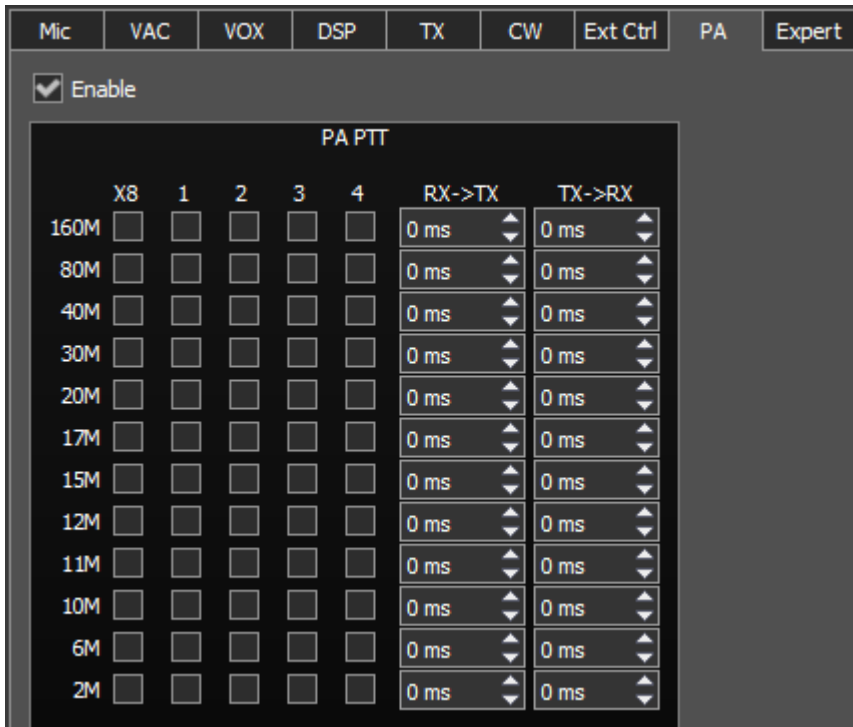 Mic VAC VOX DSP TX CW Ext Ctrl PA Expert
Enable
PA PTT
X8 1 2 3 4 RX->TX TX->RX
160M 0 ms 0 ms
80M 0 ms 0 ms
40M 0 ms 0 ms
30M 0 ms 0 ms
20M 0 ms 0 ms
17M 0 ms 0 ms
15M 0 ms 0 ms
12M 0 ms 0 ms
11M 0 ms 0 ms
10M 0 ms 0 ms
6M 0 ms 0 ms
2M 0 ms 0 ms